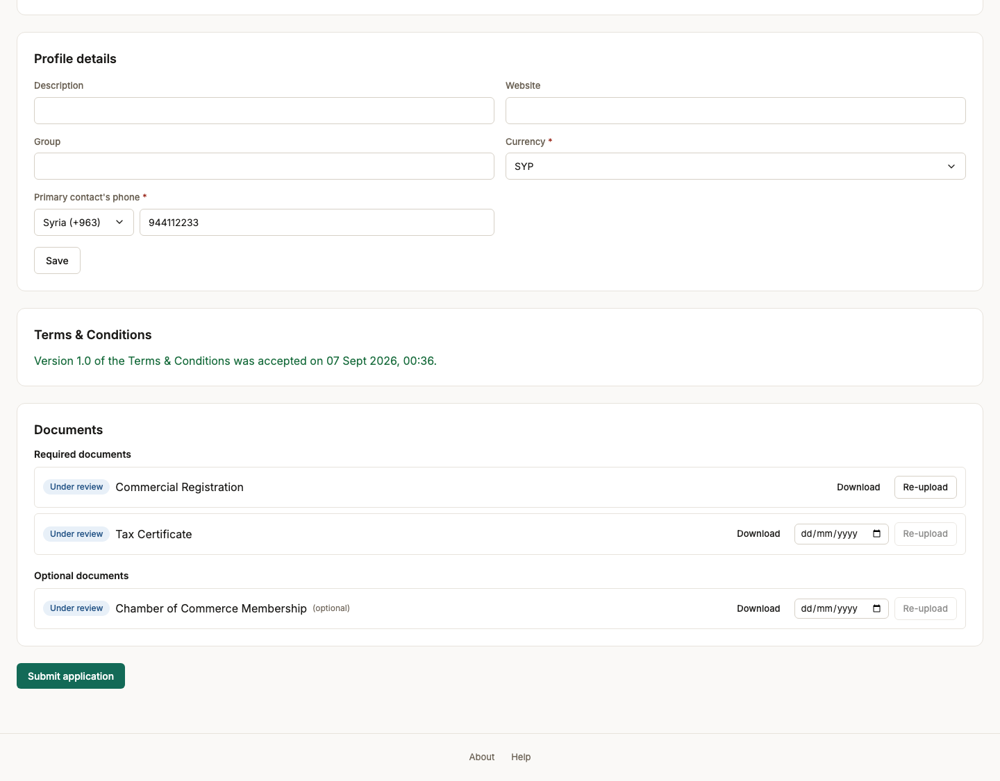 Profile details
Description
Website
Group
Currency *
SYP
Primary contact's phone *
Syria (+963)
944112233
Save
Terms & Conditions
Version 1.0 of the Terms & Conditions was accepted on 07 Sept 2026, 00:36.
Documents
Required documents
Under review Commercial Registration Download Re-upload
Under review Tax Certificate Download dd/mm/yyyy Re-upload
Optional documents
Under review Chamber of Commerce Membership (optional) Download dd/mm/yyyy Re-upload
Submit application
About Help